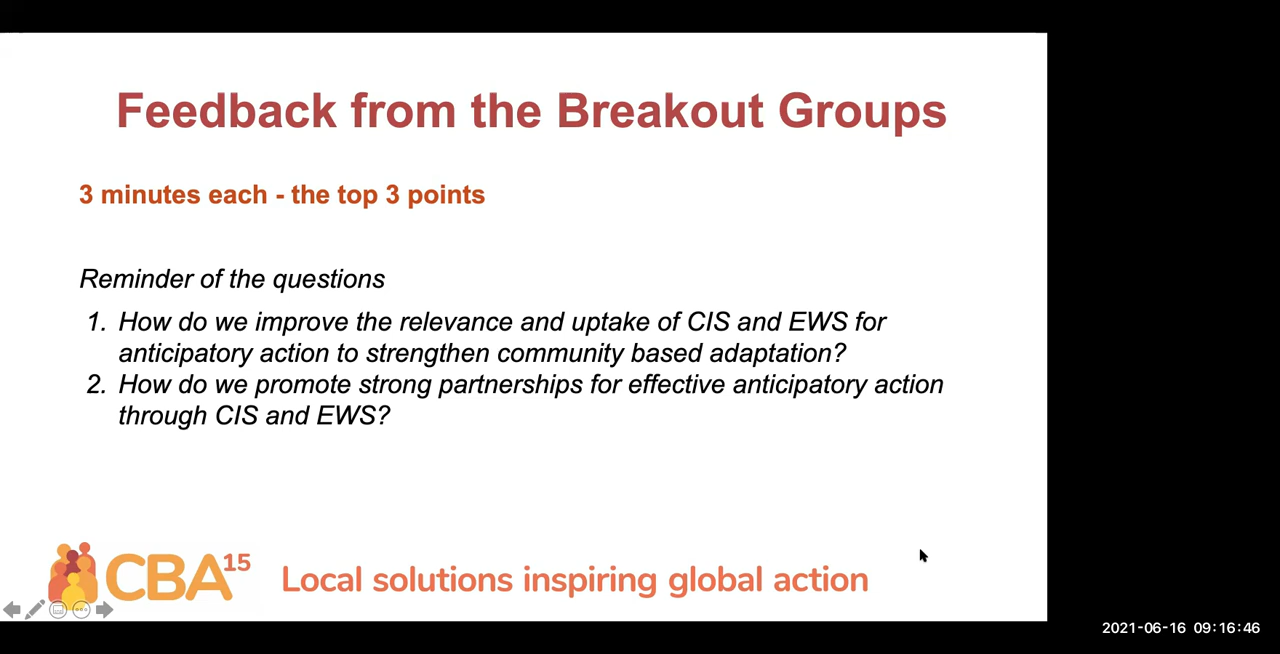 Feedback from the Breakout Groups
3 minutes each - the top 3 points
Reminder of the questions
1. How do we improve the relevance and uptake of CIS and EWS for
anticipatory action to strengthen community based adaptation?
2. How do we promote strong partnerships for effective anticipatory action
through CIS and EWS?
CBA15
Local solutions inspiring global action
2021-06-16 09:16:46